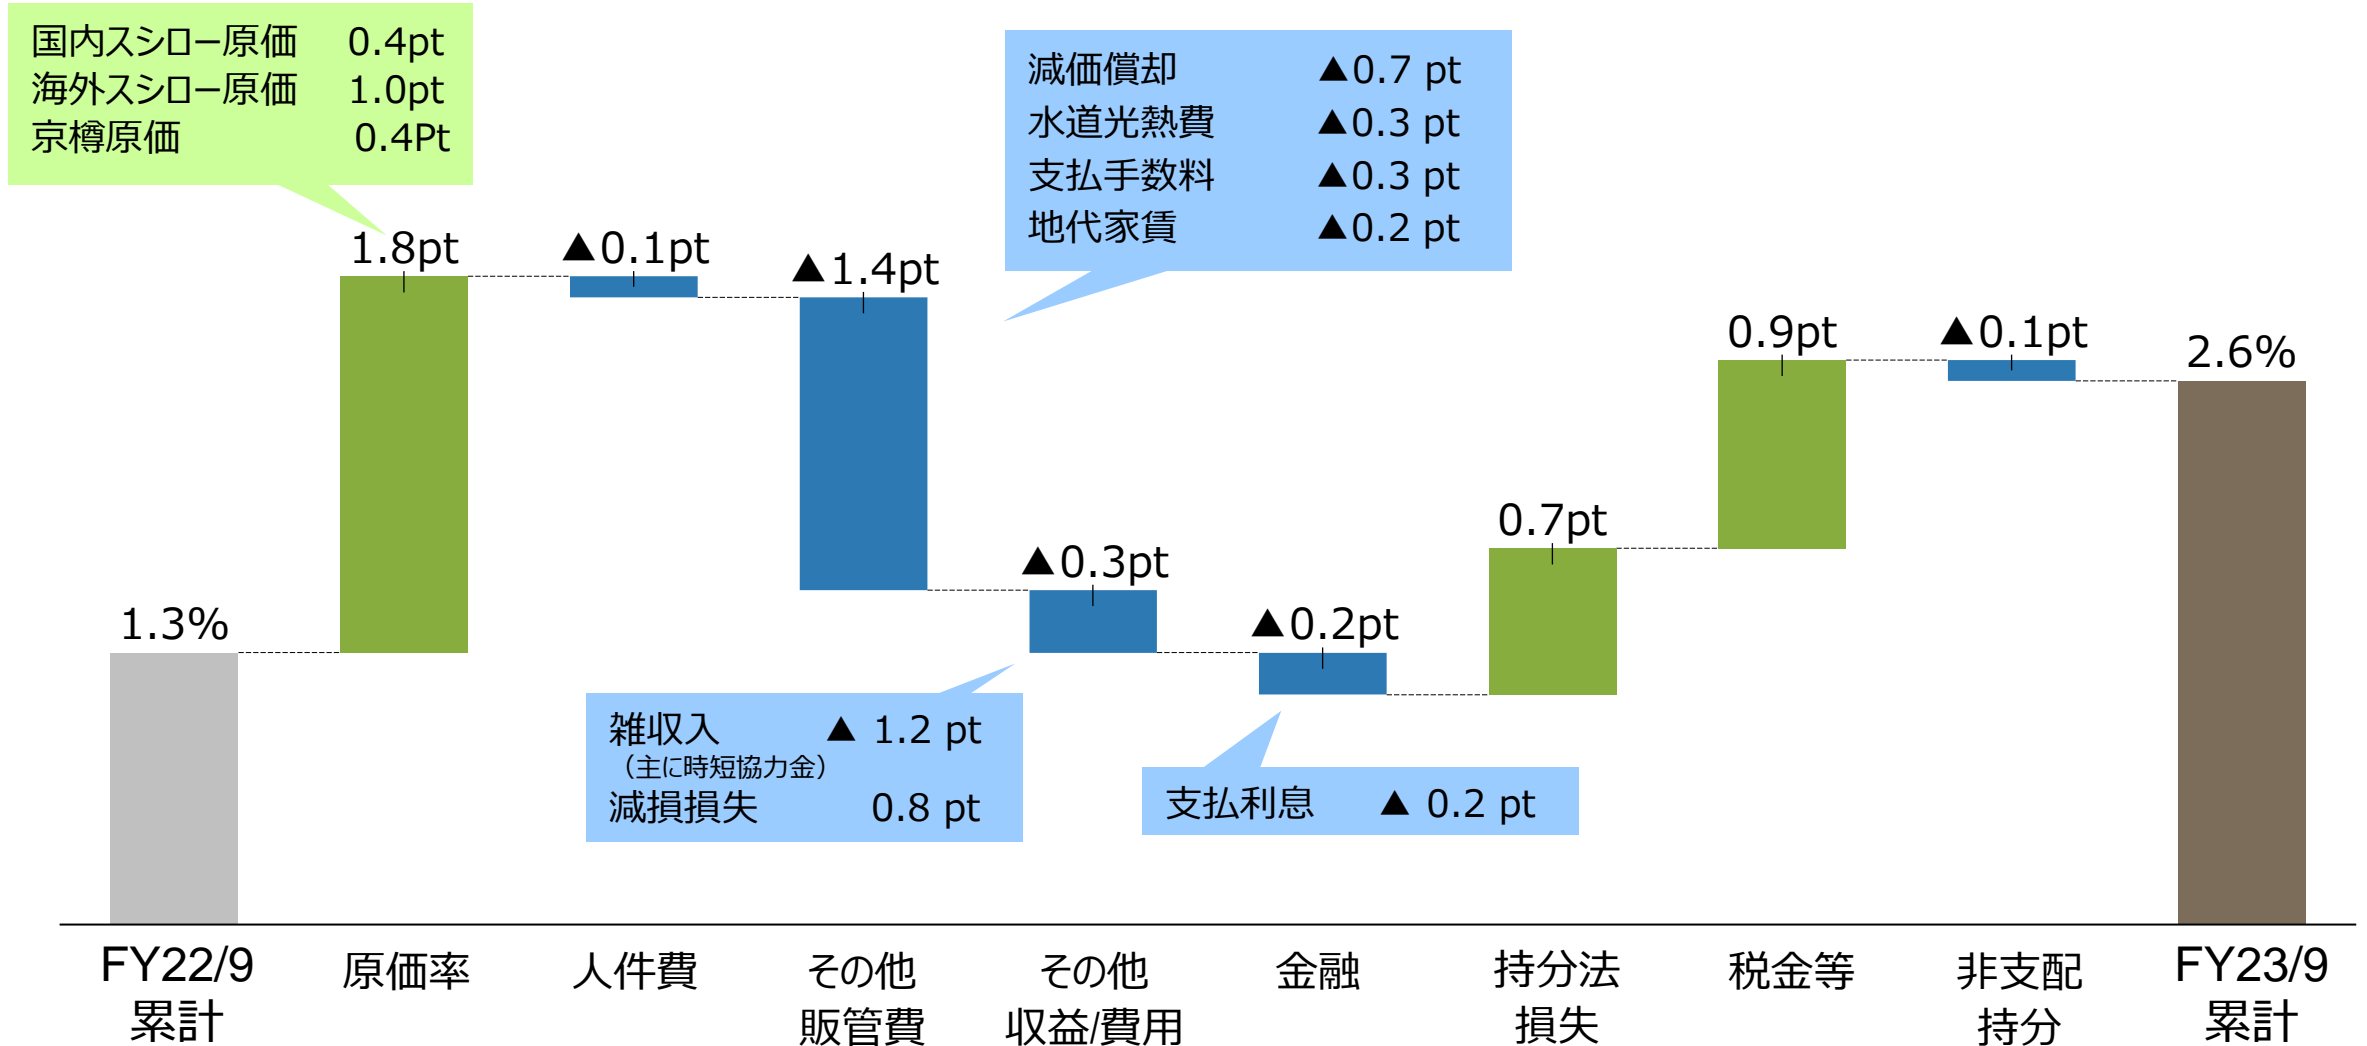 国内スシロー原価 0.4pt
海外スシロー原価 1.0pt
京樽原価 0.4Pt
減価償却 ▲0.7 pt
水道光熱費 ▲0.3 pt
支払手数料 ▲0.3 pt
地代家賃 ▲0.2 pt
1.3%
1.8pt
▲0.1pt
▲1.4pt
▲0.3pt
▲0.2pt
0.7pt
0.9pt
▲0.1pt
2.6%
雑収入 ▲ 1.2 pt
（主に時短協力金）
減損損失 0.8 pt
支払利息 ▲ 0.2 pt
FY22/9
累計
原価率
人件費
その他
販管費
その他
収益/費用
金融
持分法
損失
税金等
非支配
持分
FY23/9
累計